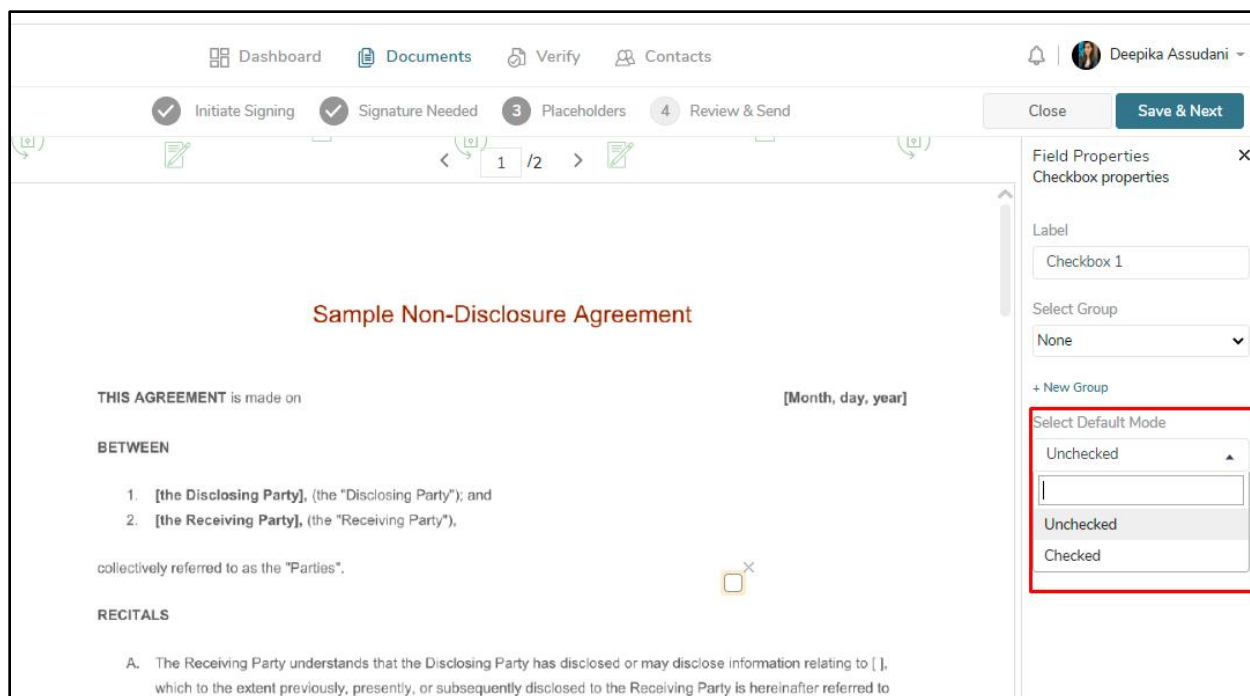 Dashboard Documents Verify Contacts Deepika Assudani
Initiate Signing Signature Needed 3 Placeholders 4 Review & Send Close Save & Next
1 /2
Field Properties
Checkbox properties
Label
Checkbox 1
Select Group
None
+ New Group
Select Default Mode
Unchecked
Unchecked
Checked
Sample Non-Disclosure Agreement
THIS AGREEMENT is made on [Month, day, year]
BETWEEN
1. [the Disclosing Party], (the "Disclosing Party"); and
2. [the Receiving Party], (the "Receiving Party"),
collectively referred to as the "Parties".
RECITALS
A. The Receiving Party understands that the Disclosing Party has disclosed or may disclose information relating to [ ],
which to the extent previously, presently, or subsequently disclosed to the Receiving Party is hereinafter referred to